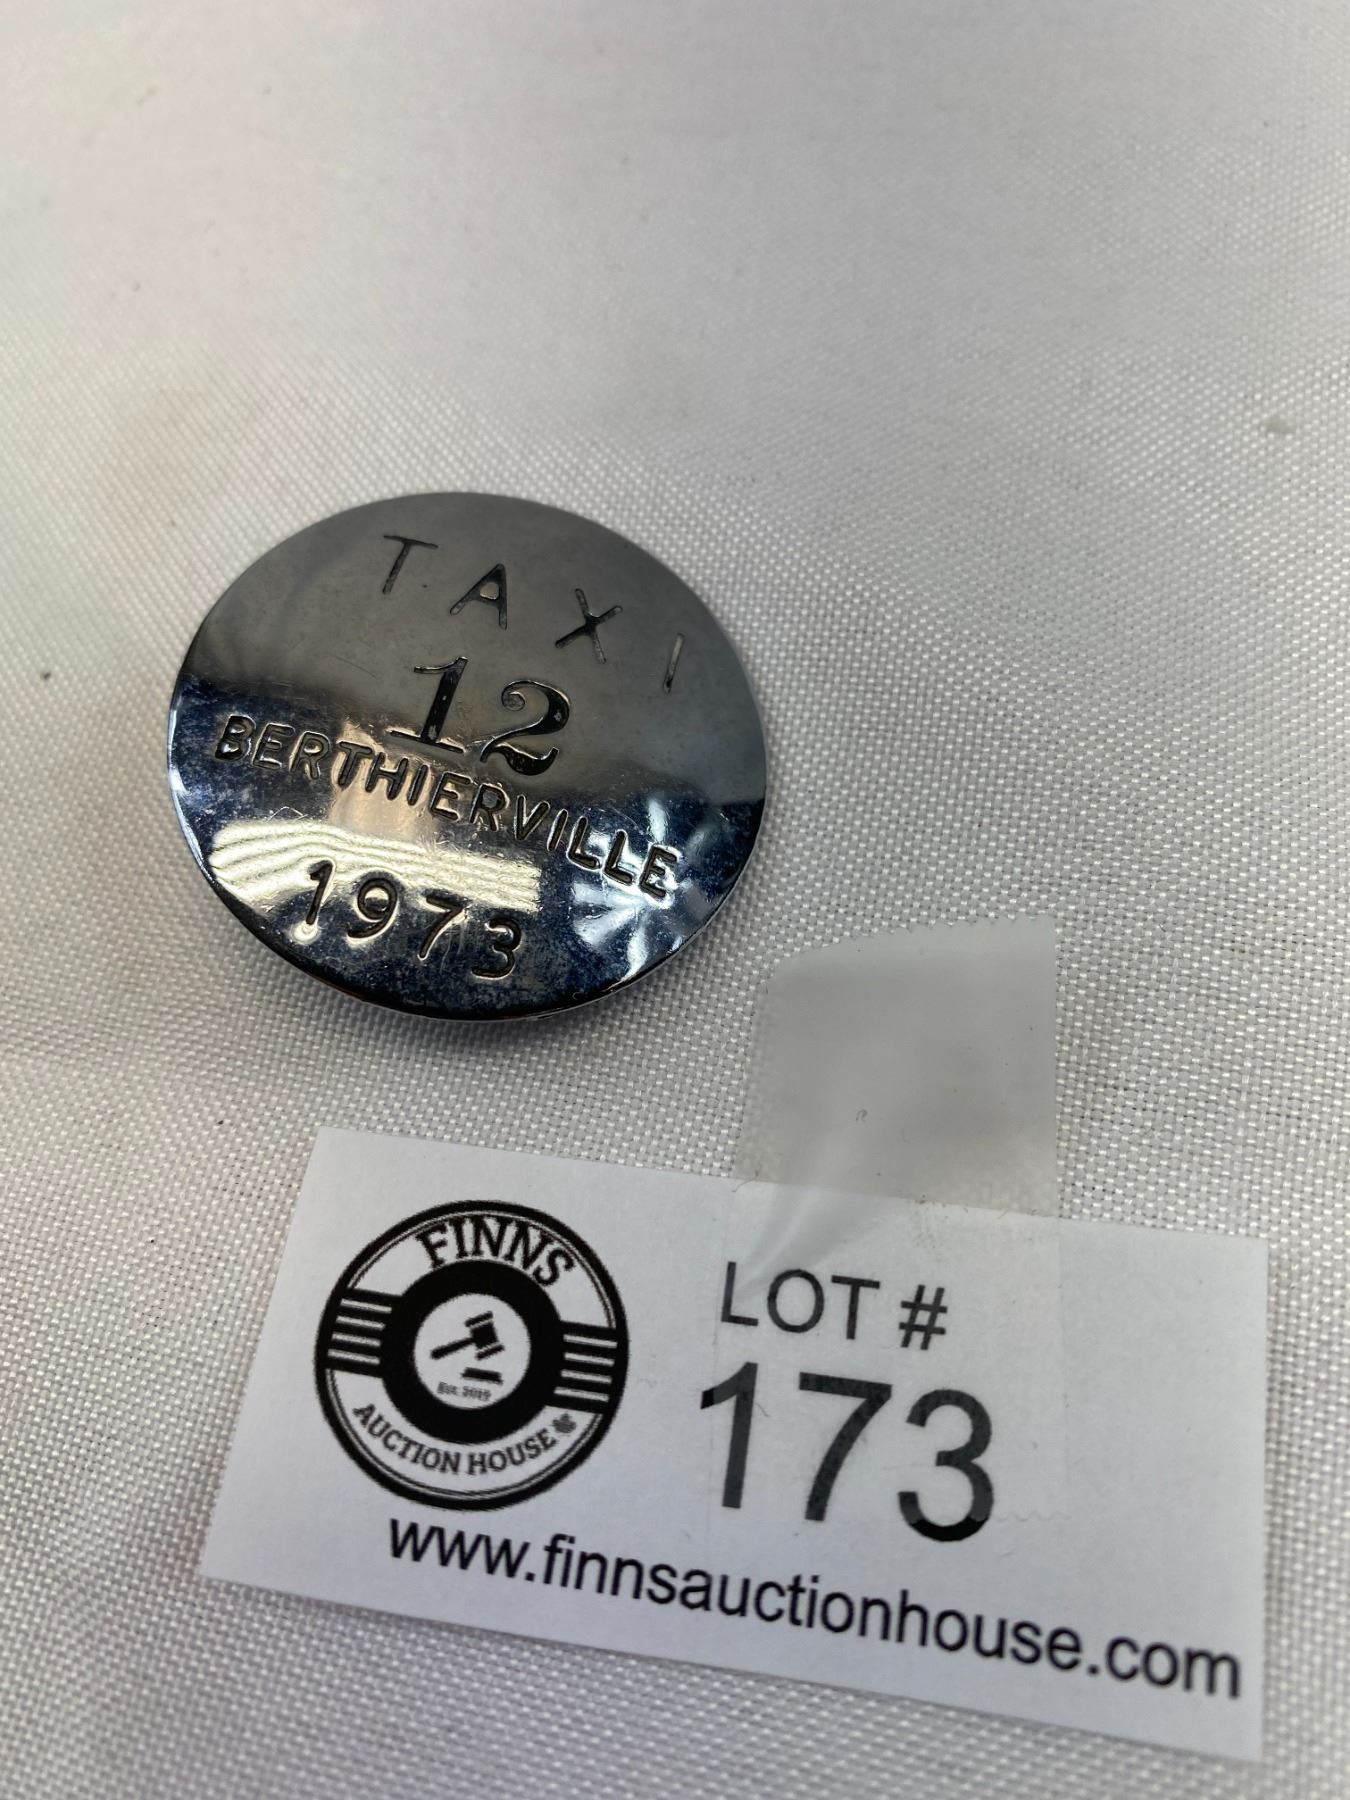 TAXI
12
BERTHIERVILLE
1973
FINNS
Est. 2019
AUCTION HOUSE
LOT #
173
www.finnsauctionhouse.com